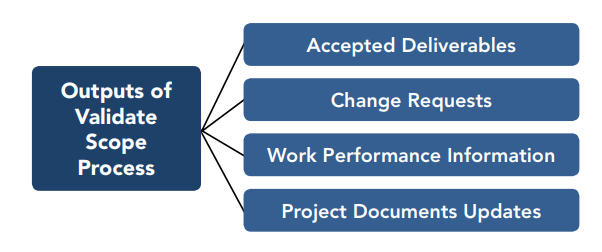 Outputs of
Validate
Scope
Process
Accepted Deliverables
Change Requests
Work Performance Information
Project Documents Updates